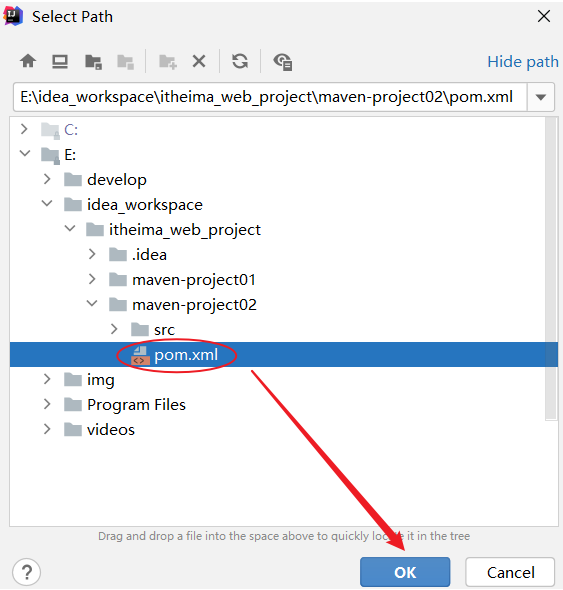 Select Path
Hide path
E:\idea_workspace\itheima_web_project\maven-project02\pom.xml
C:
E:
develop
idea_workspace
itheima_web_project
.idea
maven-project01
maven-project02
src
pom.xml
img
Program Files
videos
Drag and drop a file into the space above to quickly locate it in the tree
?
OK
Cancel